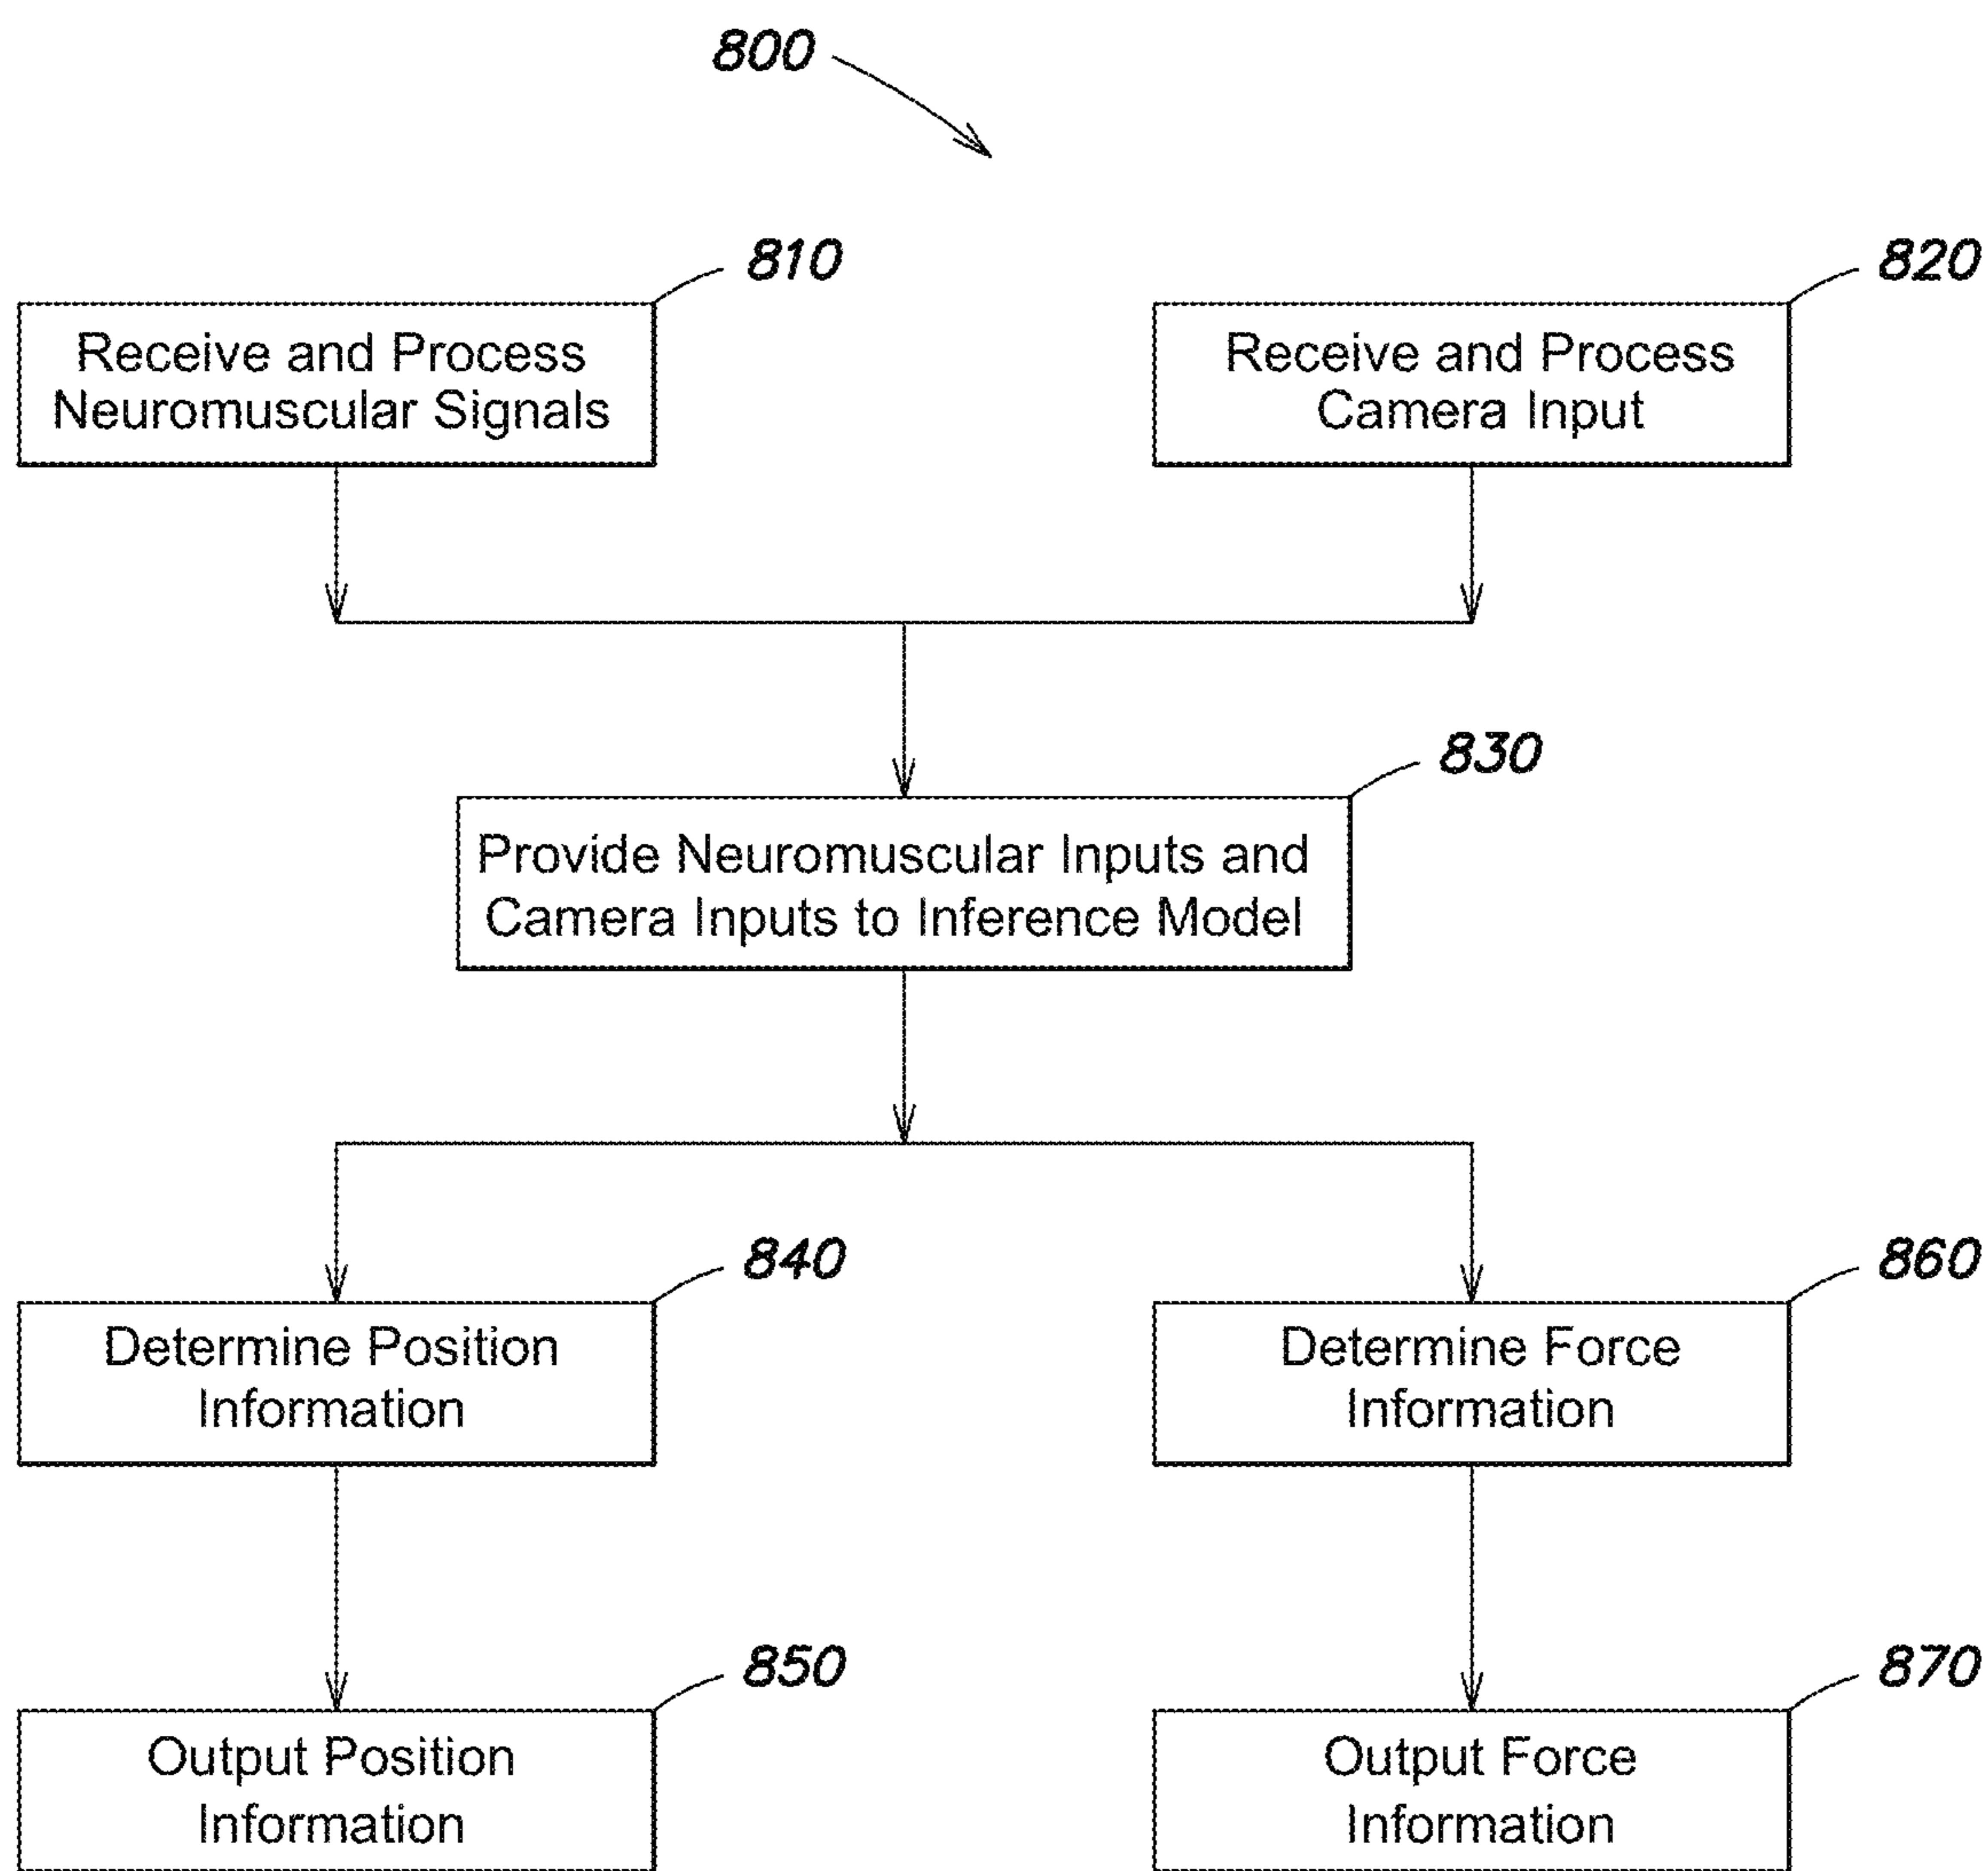 800
810
820
Receive and Process
Neuromuscular Signals
Receive and Process
Camera Input
830
Provide Neuromuscular Inputs and
Camera Inputs to Inference Model
840
860
Determine Position
Information
Determine Force
Information
850
870
Output Position
Information
Output Force
Information